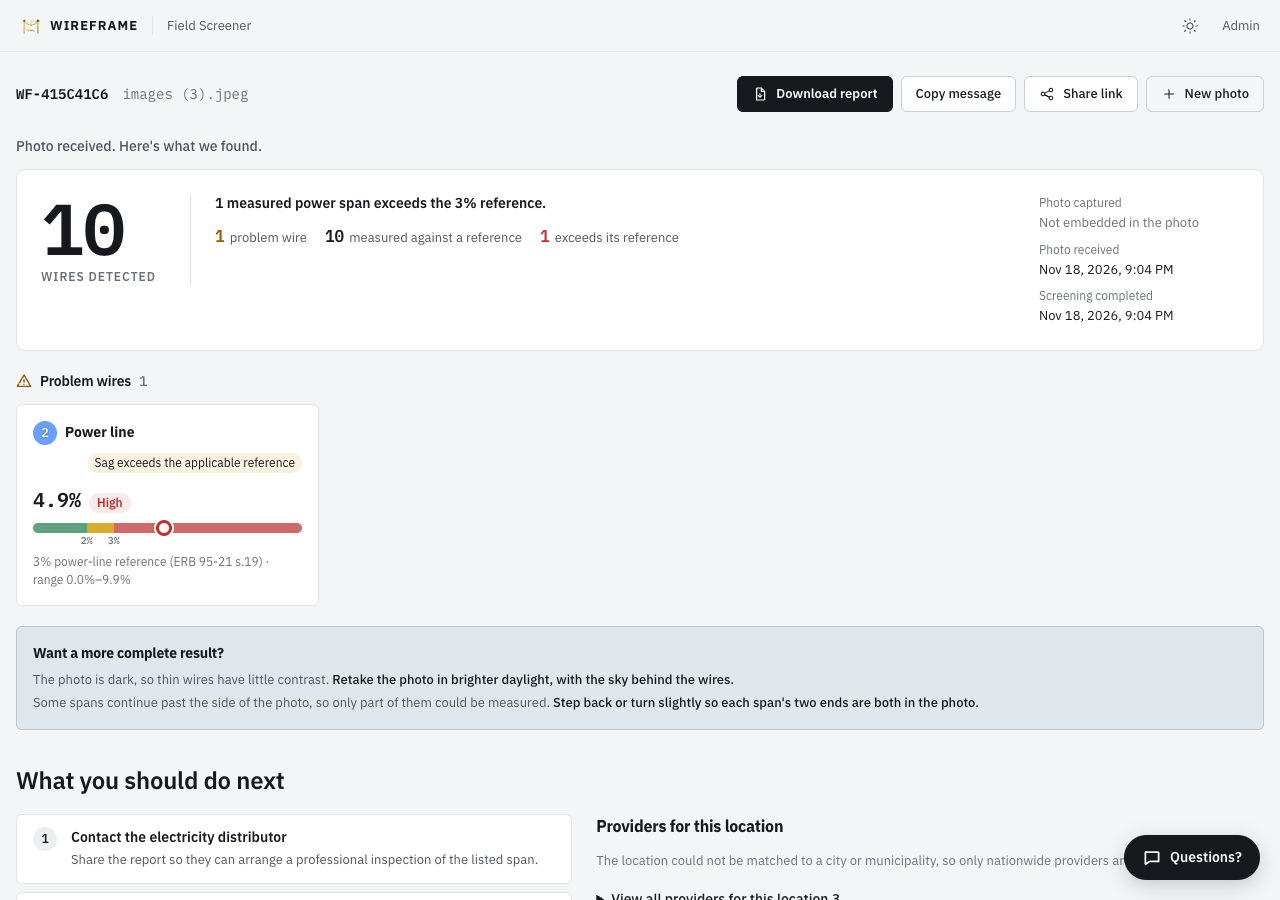 WIREFRAME Field Screener Admin
WF-415C41C6 images (3).jpeg Download report Copy message Share link New photo
Photo received. Here's what we found.
10
WIRES DETECTED
1 measured power span exceeds the 3% reference.
1 problem wire 10 measured against a reference 1 exceeds its reference
Photo captured
Not embedded in the photo
Photo received
Nov 18, 2026, 9:04 PM
Screening completed
Nov 18, 2026, 9:04 PM
Problem wires 1
2 Power line
Sag exceeds the applicable reference
4.9% High
2% 3%
3% power-line reference (ERB 95-21 s.19) ·
range 0.0%–9.9%
Want a more complete result?
The photo is dark, so thin wires have little contrast. Retake the photo in brighter daylight, with the sky behind the wires.
Some spans continue past the side of the photo, so only part of them could be measured. Step back or turn slightly so each span's two ends are both in the photo.
What you should do next
1 Contact the electricity distributor
Share the report so they can arrange a professional inspection of the listed span.
Providers for this location
The location could not be matched to a city or municipality, so only nationwide providers
View all providers for this location 3
Questions?